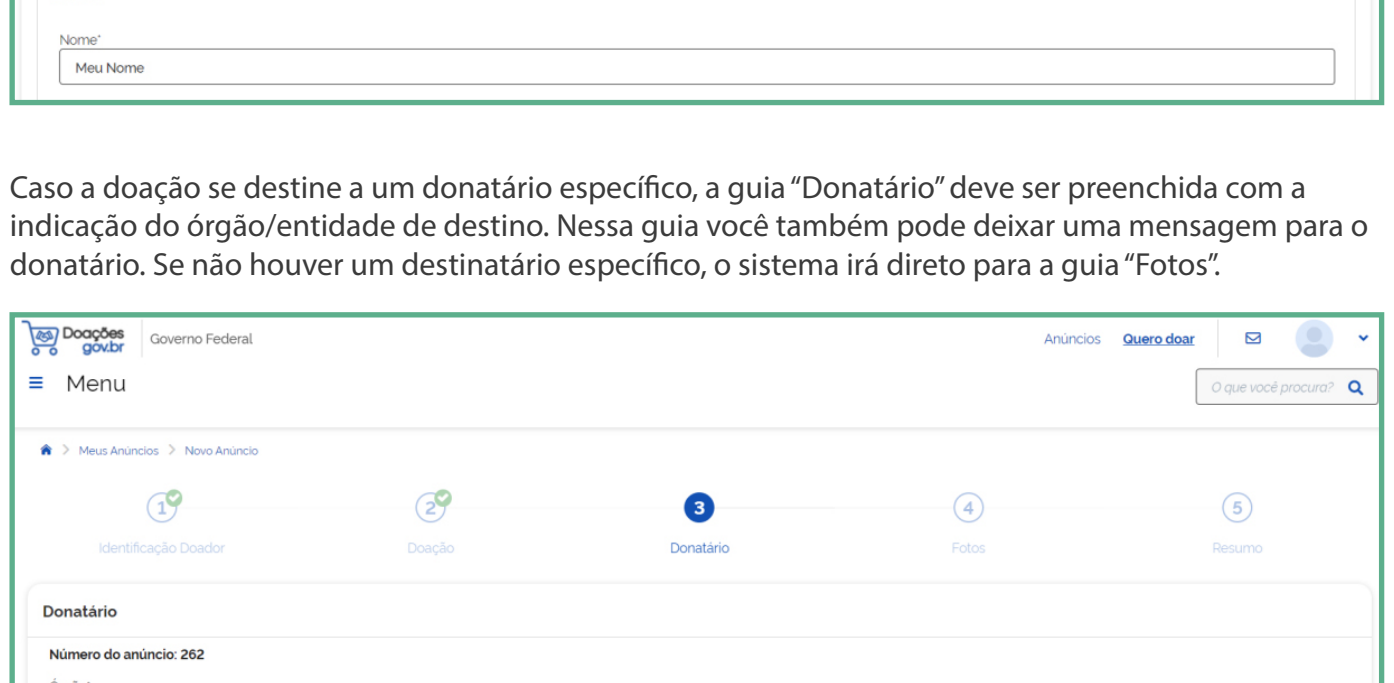 Nome*
Meu Nome
Caso a doação se destine a um donatário específico, a guia “Donatário” deve ser preenchida com a
indicação do órgão/entidade de destino. Nessa guia você também pode deixar uma mensagem para o
donatário. Se não houver um destinatário específico, o sistema irá direto para a guia “Fotos”.
Doações
gov.br
Governo Federal
Anúncios Quero doar
Menu
O que você procura?
Meus Anúncios > Novo Anúncio
1 2 3 4 5
Identificação Doador Doação Donatário Fotos Resumo
Donatário
Número do anúncio: 262